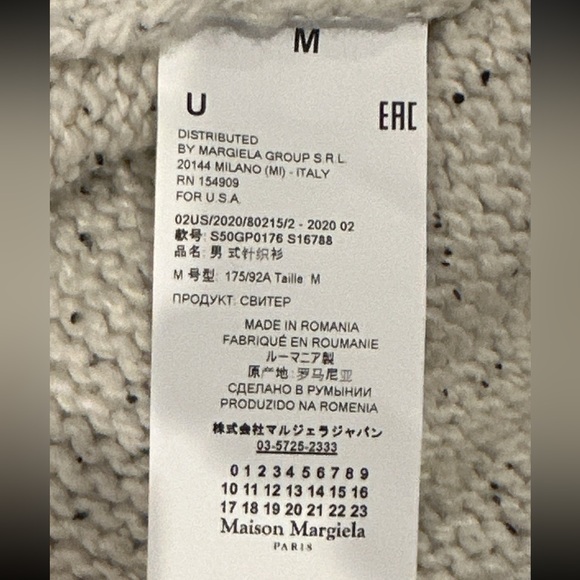 M
U
EAC
DISTRIBUTED
BY MARGIELA GROUP S.R.L.
20144 MILANO (MI) - ITALY
RN 154909
FOR U.S.A.
02US/2020/80215/2 - 2020 02
款号: S50GP0176 S16788
品名: 男 式针织衫
M 号型: 175/92A Taille M
ПРОДУКТ: СВИТЕР
MADE IN ROMANIA
FABRIQUÉ EN ROUMANIE
ルーマニア製
原产地: 罗马尼亚
СДЕЛАНО В РУМЫНИИ
PRODUZIDO NA ROMENIA
株式会社マルジェラジャパン
03-5725-2333
0 1 2 3 4 5 6 7 8 9
10 11 12 13 14 15 16
17 18 19 20 21 22 23
Maison Margiela
PARIS